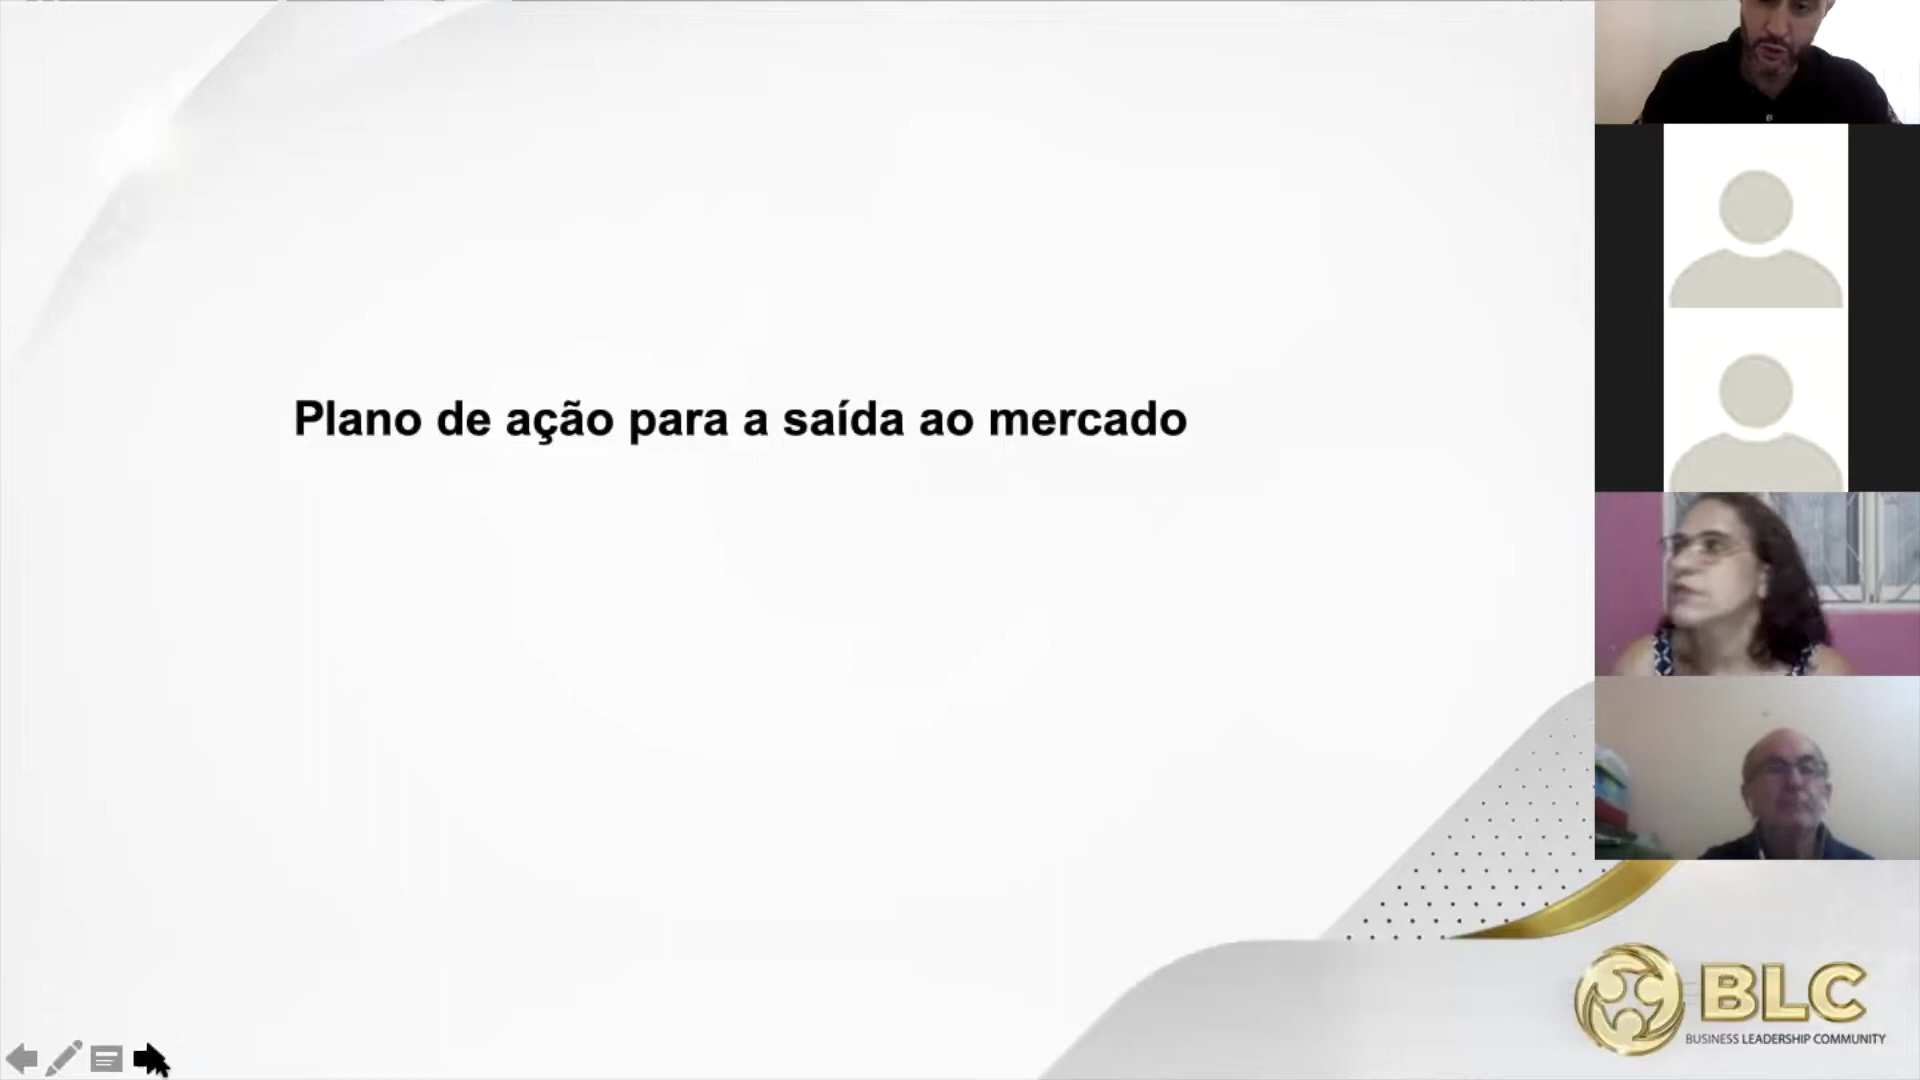 Plano de ação para a saída ao mercado
BLC
BUSINESS LEADERSHIP COMMUNITY